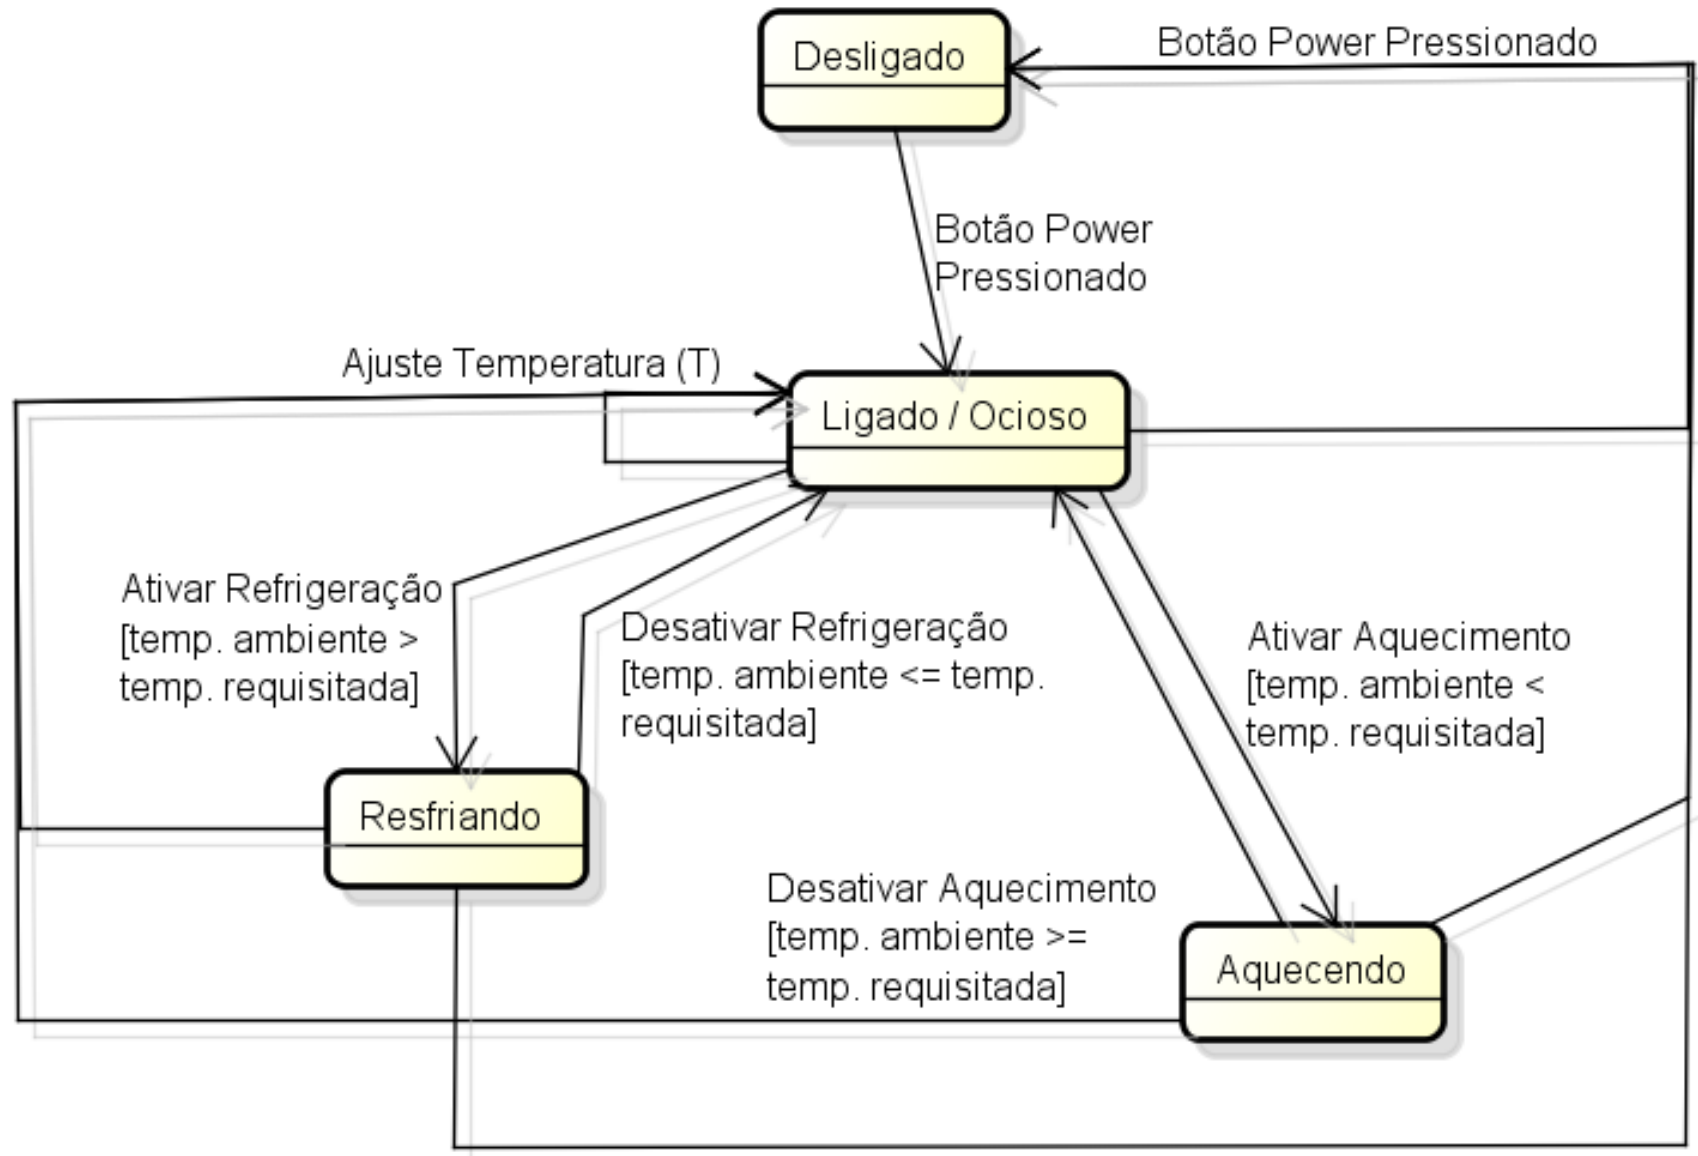 Desligado
Botão Power Pressionado
Botão Power
Pressionado
Ajuste Temperatura (T)
Ligado / Ocioso
Ativar Refrigeração
[temp. ambiente >
temp. requisitada]
Desativar Refrigeração
[temp. ambiente <= temp.
requisitada]
Ativar Aquecimento
[temp. ambiente <
temp. requisitada]
Resfriando
Desativar Aquecimento
[temp. ambiente >=
temp. requisitada]
Aquecendo